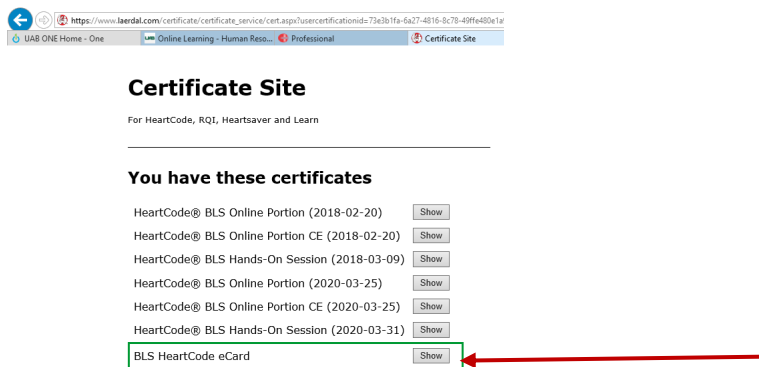 https://www.laerdal.com/certificate/certificate_service/cert.aspx?usercertificationid=73e3b1fa-6a27-4816-8c78-49ffe480e1a
UAB ONE Home - One
Online Learning - Human Reso...
Professional
Certificate Site
Certificate Site
For HeartCode, RQI, Heartsaver and Learn
You have these certificates
HeartCode® BLS Online Portion (2018-02-20) Show
HeartCode® BLS Online Portion CE (2018-02-20) Show
HeartCode® BLS Hands-On Session (2018-03-09) Show
HeartCode® BLS Online Portion (2020-03-25) Show
HeartCode® BLS Online Portion CE (2020-03-25) Show
HeartCode® BLS Hands-On Session (2020-03-31) Show
BLS HeartCode eCard Show